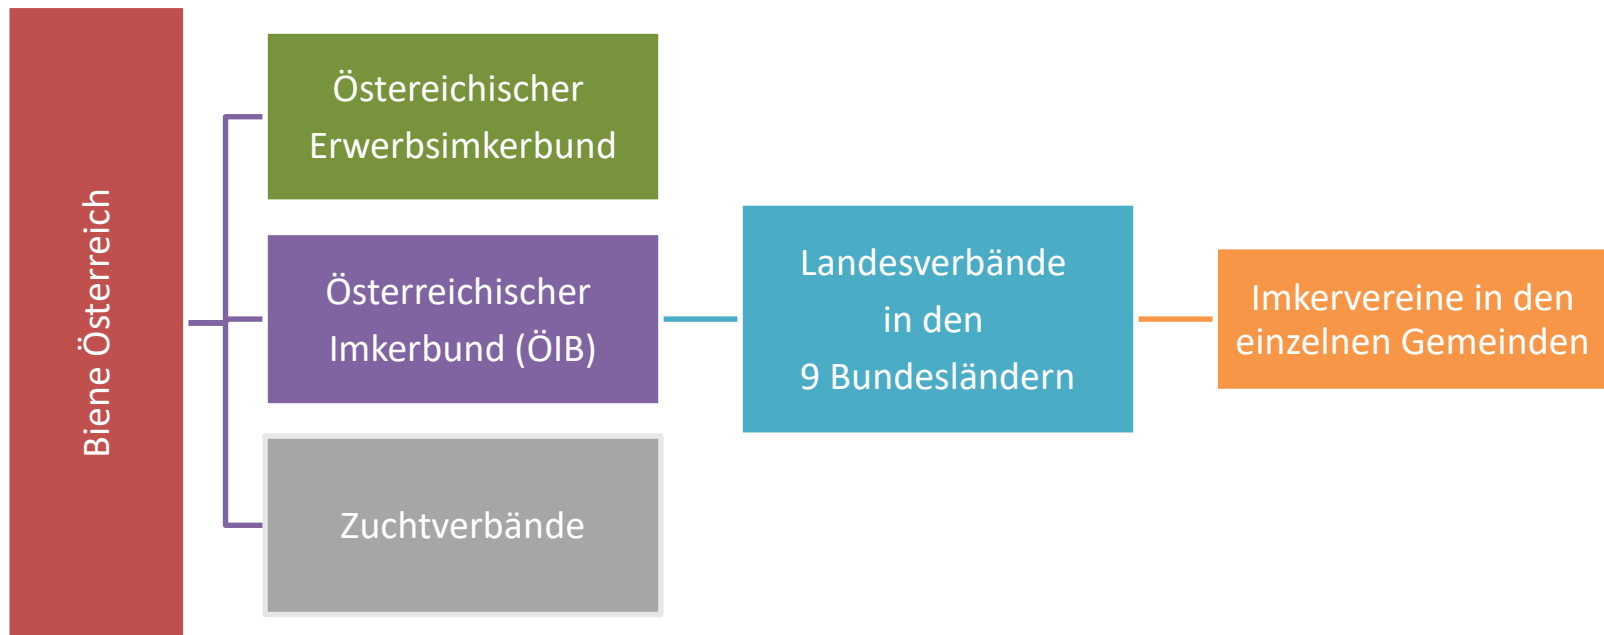 Biene Österreich
Östereichischer
Erwerbsimkerbund
Österreichischer
Imkerbund (ÖIB)
Zuchtverbände
Landesverbände
in den
9 Bundesländern
Imkervereine in den
einzelnen Gemeinden